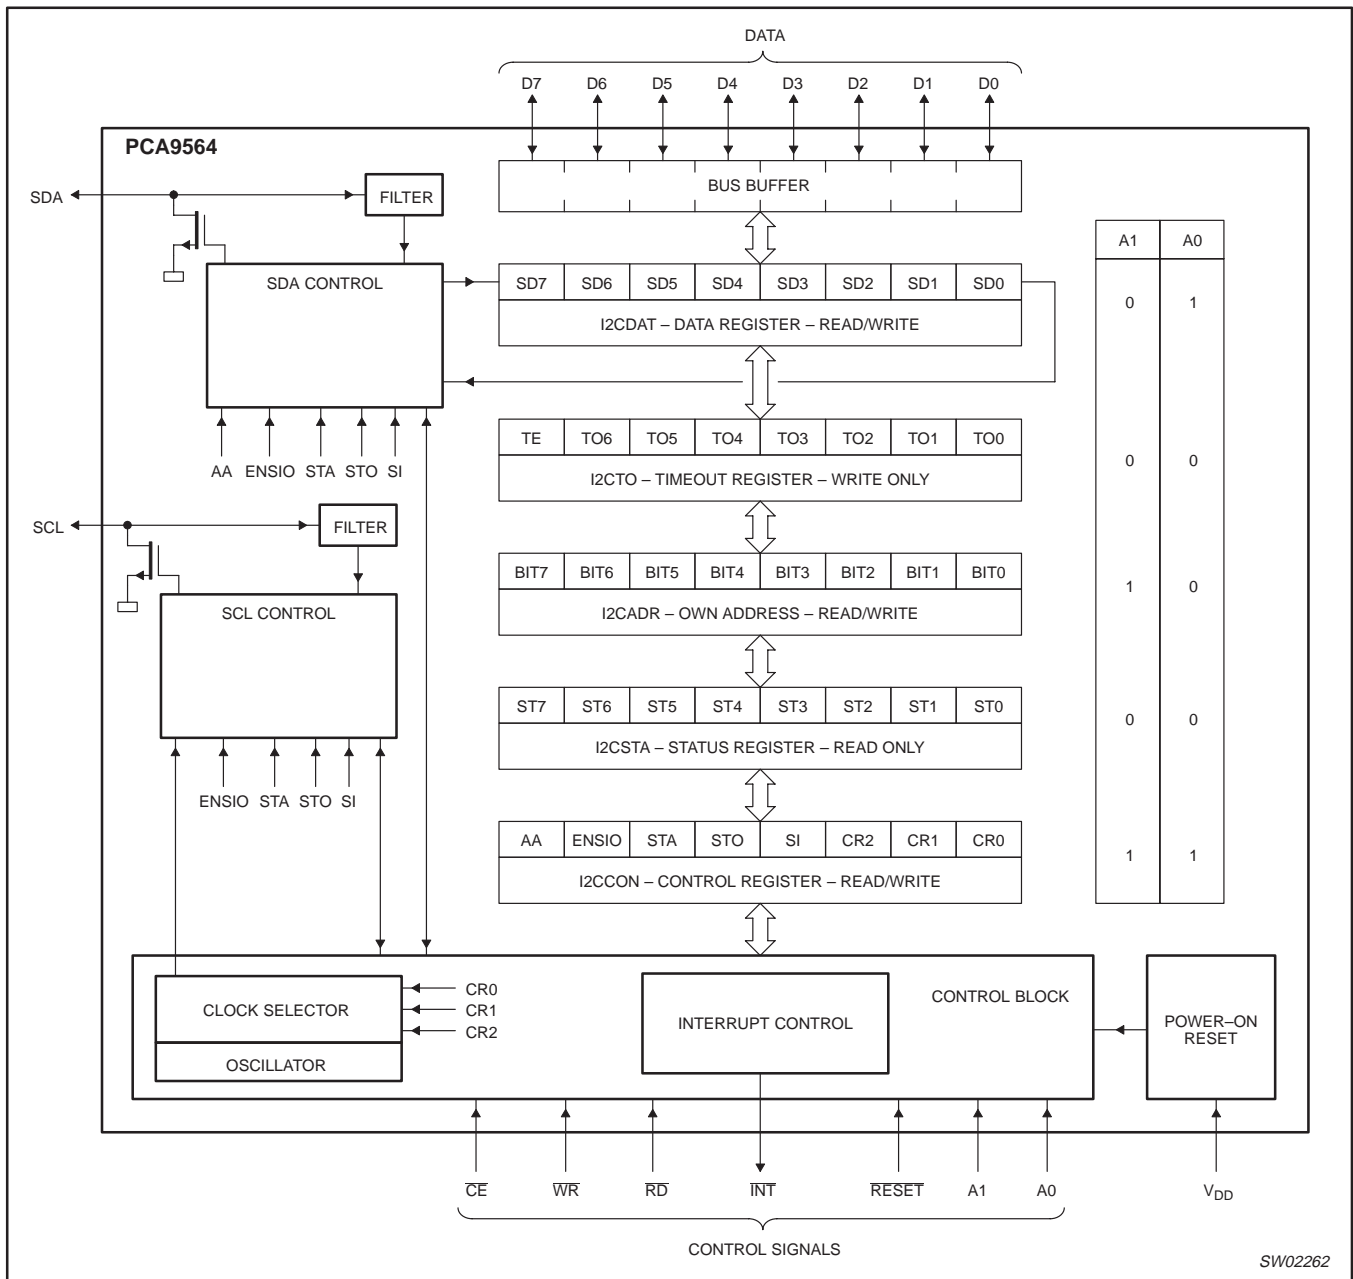 DATA
D7 D6 D5 D4 D3 D2 D1 D0
PCA9564
BUS BUFFER
SDA
FILTER
A1 A0
SDA CONTROL
SD7 SD6 SD5 SD4 SD3 SD2 SD1 SD0
0 1
I2CDAT – DATA REGISTER – READ/WRITE
TE TO6 TO5 TO4 TO3 TO2 TO1 TO0
AA ENSIO STA STO SI
0 0
I2CTO – TIMEOUT REGISTER – WRITE ONLY
SCL
FILTER
BIT7 BIT6 BIT5 BIT4 BIT3 BIT2 BIT1 BIT0
1 0
SCL CONTROL
I2CADR – OWN ADDRESS – READ/WRITE
ST7 ST6 ST5 ST4 ST3 ST2 ST1 ST0
0 0
I2CSTA – STATUS REGISTER – READ ONLY
ENSIO STA STO SI
AA ENSIO STA STO SI CR2 CR1 CR0
1 1
I2CCON – CONTROL REGISTER – READ/WRITE
CR0
CLOCK SELECTOR
CR1
CR2
OSCILLATOR
INTERRUPT CONTROL
CONTROL BLOCK
POWER–ON
RESET
CE WR RD INT RESET A1 A0 VDD
CONTROL SIGNALS
SW02262